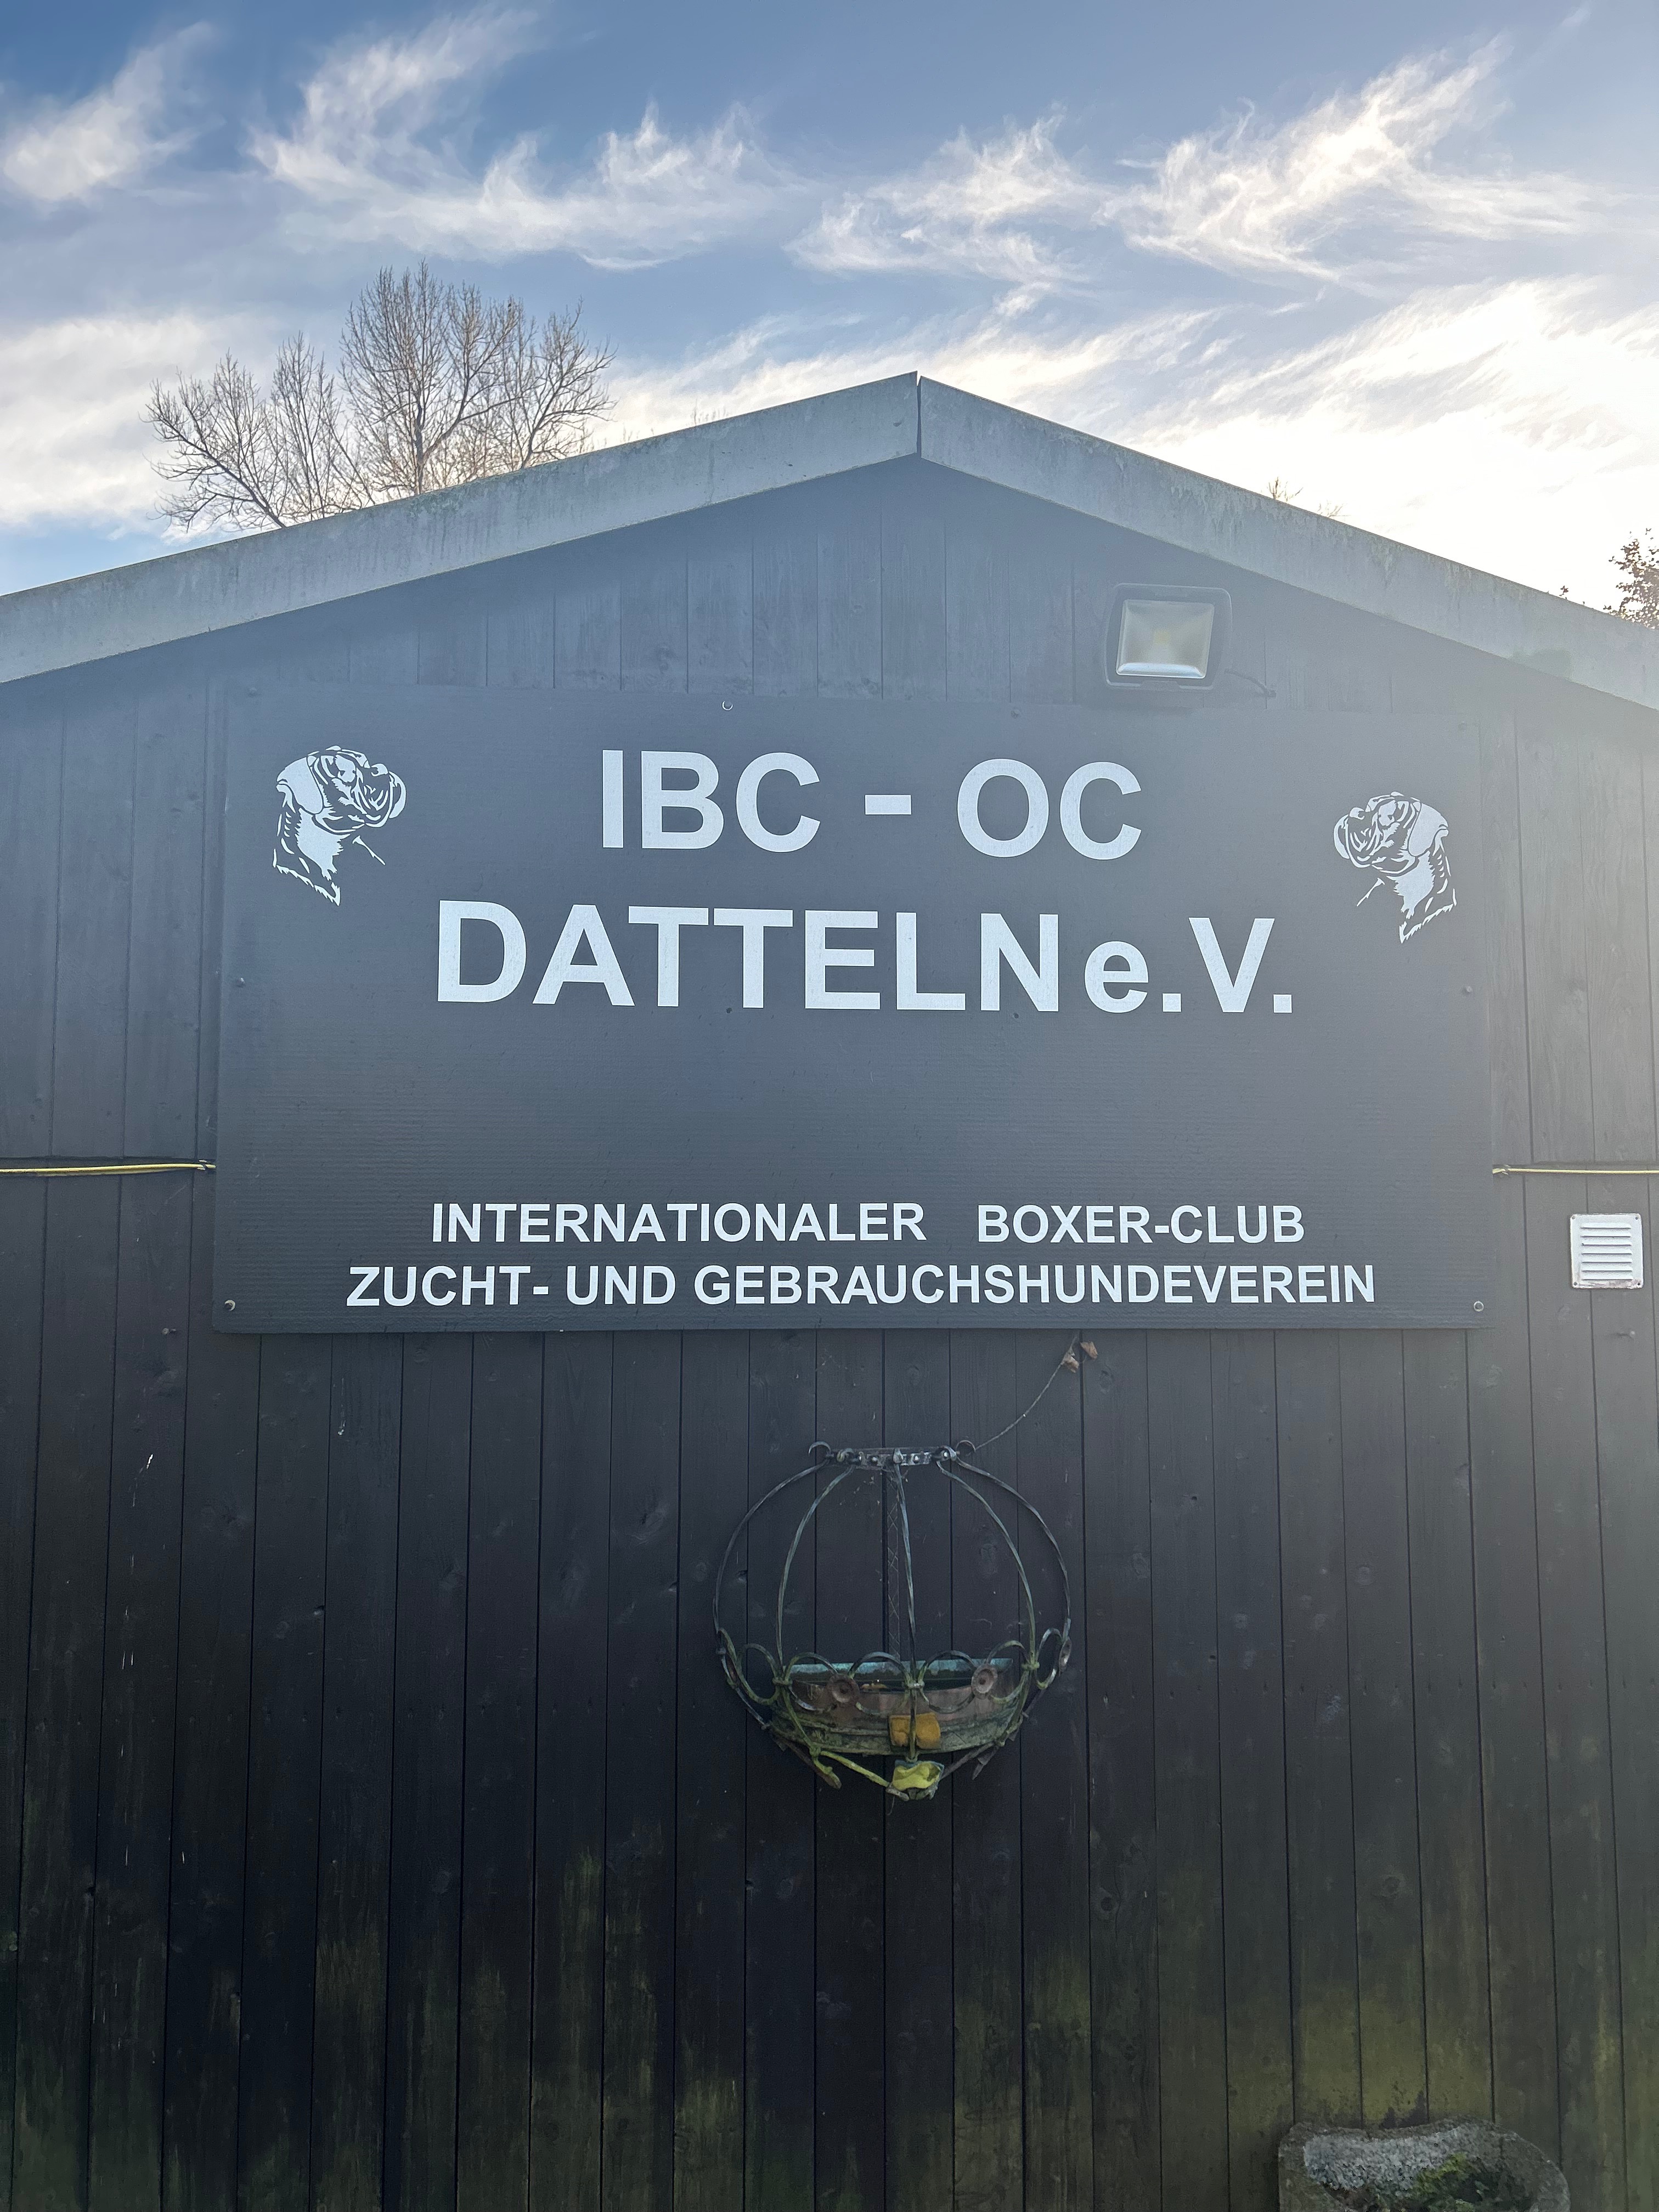 IBC - OC
DATTELN e.V.
INTERNATIONALER BOXER-CLUB
ZUCHT- UND GEBRAUCHSHUNDEVEREIN